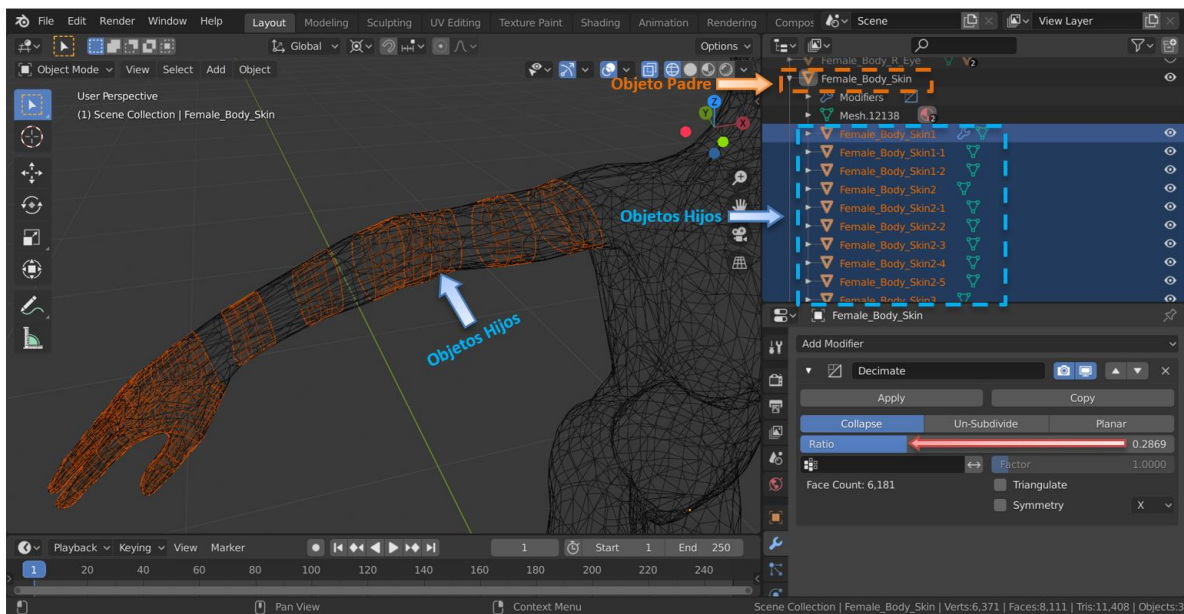 File Edit Render Window Help Layout Modeling Sculpting UV Editing Texture Paint Shading Animation Rendering Compos Scene View Layer
Global Options
Object Mode View Select Add Object
User Perspective
(1) Scene Collection | Female_Body_Skin
Z
Y
X
Objeto Padre
Objetos Hijos
Objetos Hijos
Female_Body_R_Eye 2
Female_Body_Skin
Modifiers
Mesh.12138 2
Female_Body_Skin1
Female_Body_Skin1-1
Female_Body_Skin1-2
Female_Body_Skin2
Female_Body_Skin2-1
Female_Body_Skin2-2
Female_Body_Skin2-3
Female_Body_Skin2-4
Female_Body_Skin2-5
Female_Body_Skin3
Female_Body_Skin
Add Modifier
Decimate
Apply Copy
Collapse Un-Subdivide Planar
Ratio 0.2869
Factor 1.0000
Face Count: 6,181 Triangulate
Symmetry X
Playback Keying View Marker 1 Start 1 End 250
1 20 40 60 80 100 120 140 160 180 200 220 240
Pan View Context Menu Scene Collection | Female_Body_Skin | Verts:6,371 | Faces:8,111 | Tris:11,408 | Objects:3